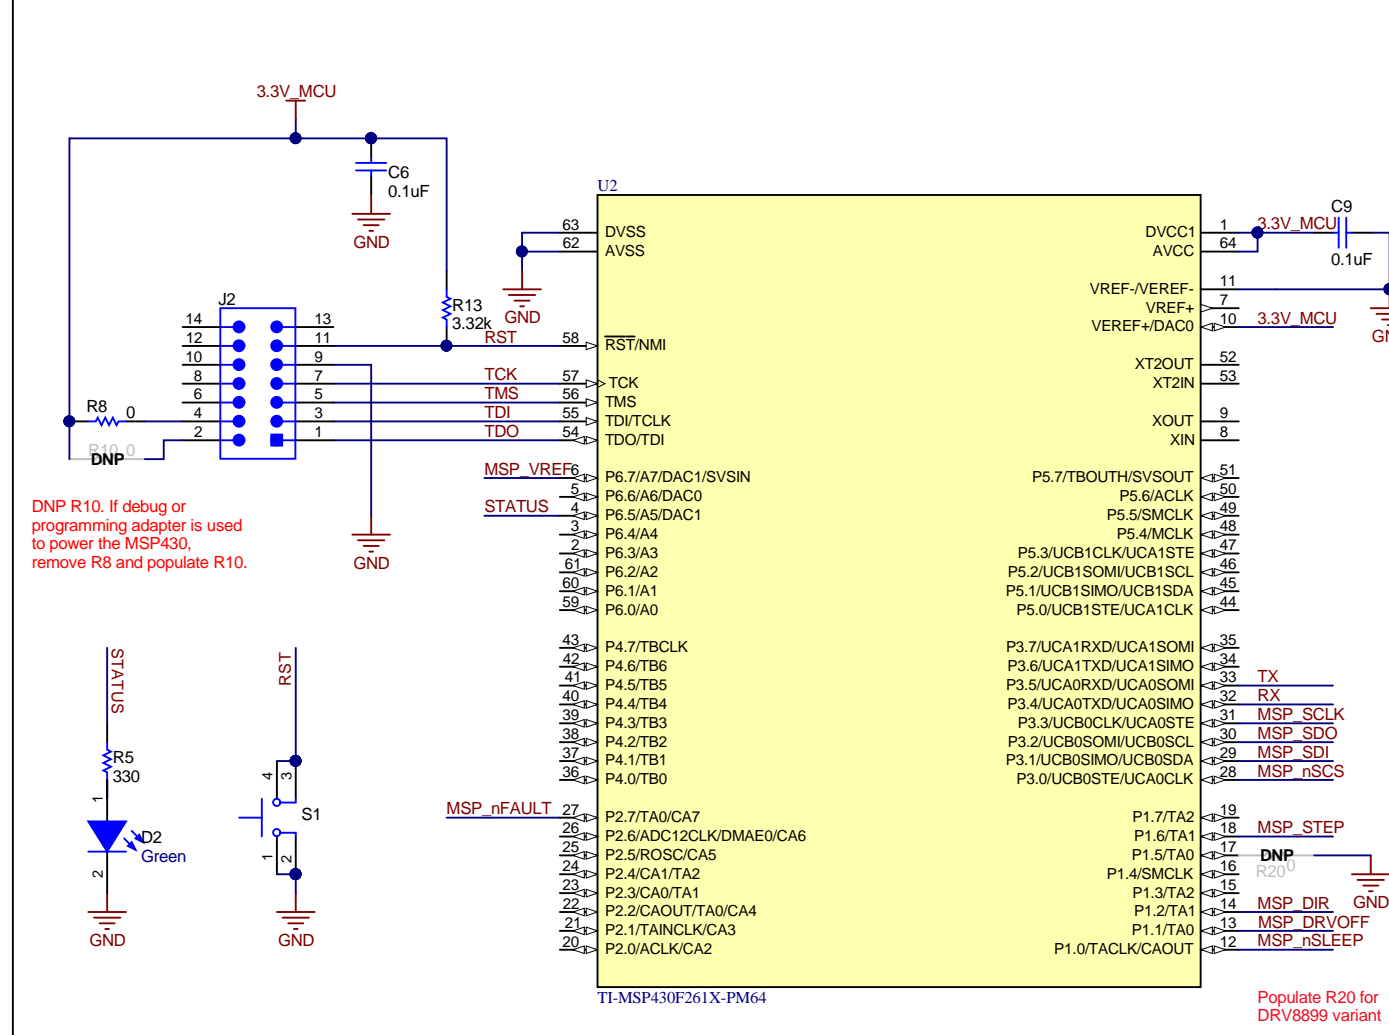 3.3V_MCU
C6
0.1uF
GND
J2
14 13
12 11
10 9
8 7
6 5
4 3
2 1
R13
3.32k
RST
TCK
TMS
TDI
TDO
R8 0
R10 0
DNP
GND
DNP R10. If debug or
programming adapter is used
to power the MSP430,
remove R8 and populate R10.
STATUS
R5
330
1
2
D2
Green
GND
RST
4 3
1 2
S1
GND
GND
MSP_VREF
STATUS
MSP_nFAULT
U2
63 DVSS
62 AVSS
58 RST/NMI
57 TCK
56 TMS
55 TDI/TCLK
54 TDO/TDI
6 P6.7/A7/DAC1/SVSIN
5 P6.6/A6/DAC0
4 P6.5/A5/DAC1
3 P6.4/A4
2 P6.3/A3
61 P6.2/A2
60 P6.1/A1
59 P6.0/A0
43 P4.7/TBCLK
42 P4.6/TB6
41 P4.5/TB5
40 P4.4/TB4
39 P4.3/TB3
38 P4.2/TB2
37 P4.1/TB1
36 P4.0/TB0
27 P2.7/TA0/CA7
26 P2.6/ADC12CLK/DMAE0/CA6
25 P2.5/ROSC/CA5
24 P2.4/CA1/TA2
23 P2.3/CA0/TA1
22 P2.2/CAOUT/TA0/CA4
21 P2.1/TAINCLK/CA3
20 P2.0/ACLK/CA2
DVCC1 1 3.3V_MCU
AVCC 64
VREF-/VEREF- 11
VREF+ 7
VEREF+/DAC0 10 3.3V_MCU
XT2OUT 52
XT2IN 53
XOUT 9
XIN 8
P5.7/TBOUTH/SVSOUT 51
P5.6/ACLK 50
P5.5/SMCLK 49
P5.4/MCLK 48
P5.3/UCB1CLK/UCA1STE 47
P5.2/UCB1SOMI/UCB1SCL 46
P5.1/UCB1SIMO/UCB1SDA 45
P5.0/UCB1STE/UCA1CLK 44
P3.7/UCA1RXD/UCA1SOMI 35
P3.6/UCA1TXD/UCA1SIMO 34
P3.5/UCA0RXD/UCA0SOMI 33 TX
P3.4/UCA0TXD/UCA0SIMO 32 RX
P3.3/UCB0CLK/UCA0STE 31 MSP_SCLK
P3.2/UCB0SOMI/UCB0SCL 30 MSP_SDO
P3.1/UCB0SIMO/UCB0SDA 29 MSP_SDI
P3.0/UCB0STE/UCA0CLK 28 MSP_nSCS
P1.7/TA2 19
P1.6/TA1 18 MSP_STEP
P1.5/TA0 17 DNP
P1.4/SMCLK 16 R20 0
P1.3/TA2 15
P1.2/TA1 14 MSP_DIR
P1.1/TA0 13 MSP_DRVOFF
P1.0/TACLK/CAOUT 12 MSP_nSLEEP
TI-MSP430F261X-PM64
C9
0.1uF
GND
Populate R20 for
DRV8899 variant